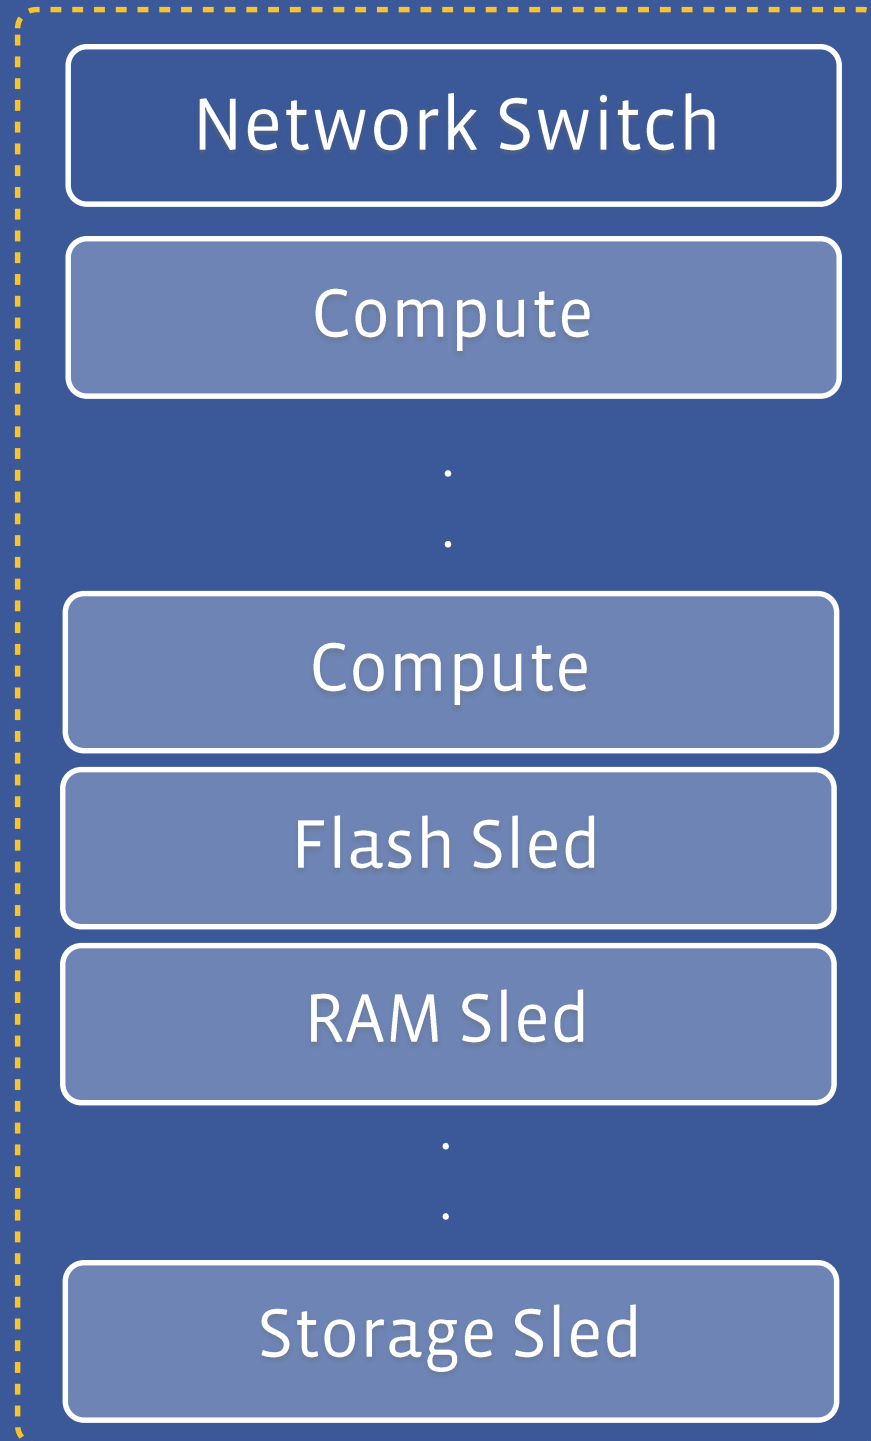 Network Switch
Compute
.
.
Compute
Flash Sled
RAM Sled
.
.
Storage Sled